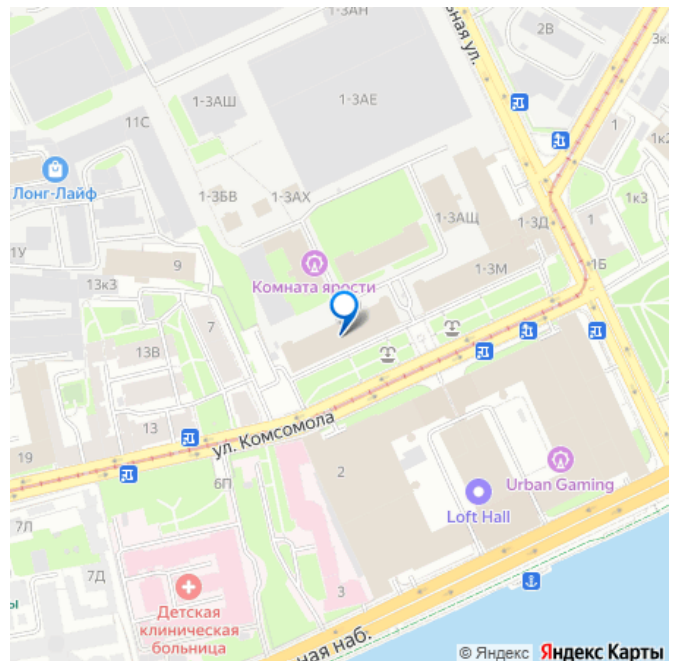 1-3АН
ьная ул.
2В
1-3АШ
1-3АЕ
11С
1
1к2
Лонг-Лайф
1-3БВ
1-3АХ
1к3
1-3АЩ
1-3Д
1
1У
9
1-3М
1Б
13к3
Комната ярости
7
13В
13
ул. Комсомола
19
2
6П
Urban Gaming
Loft Hall
7Л
7Д
3
ы
Детская
клиническая
больница
ная наб.
© Яндекс Яндекс Карты